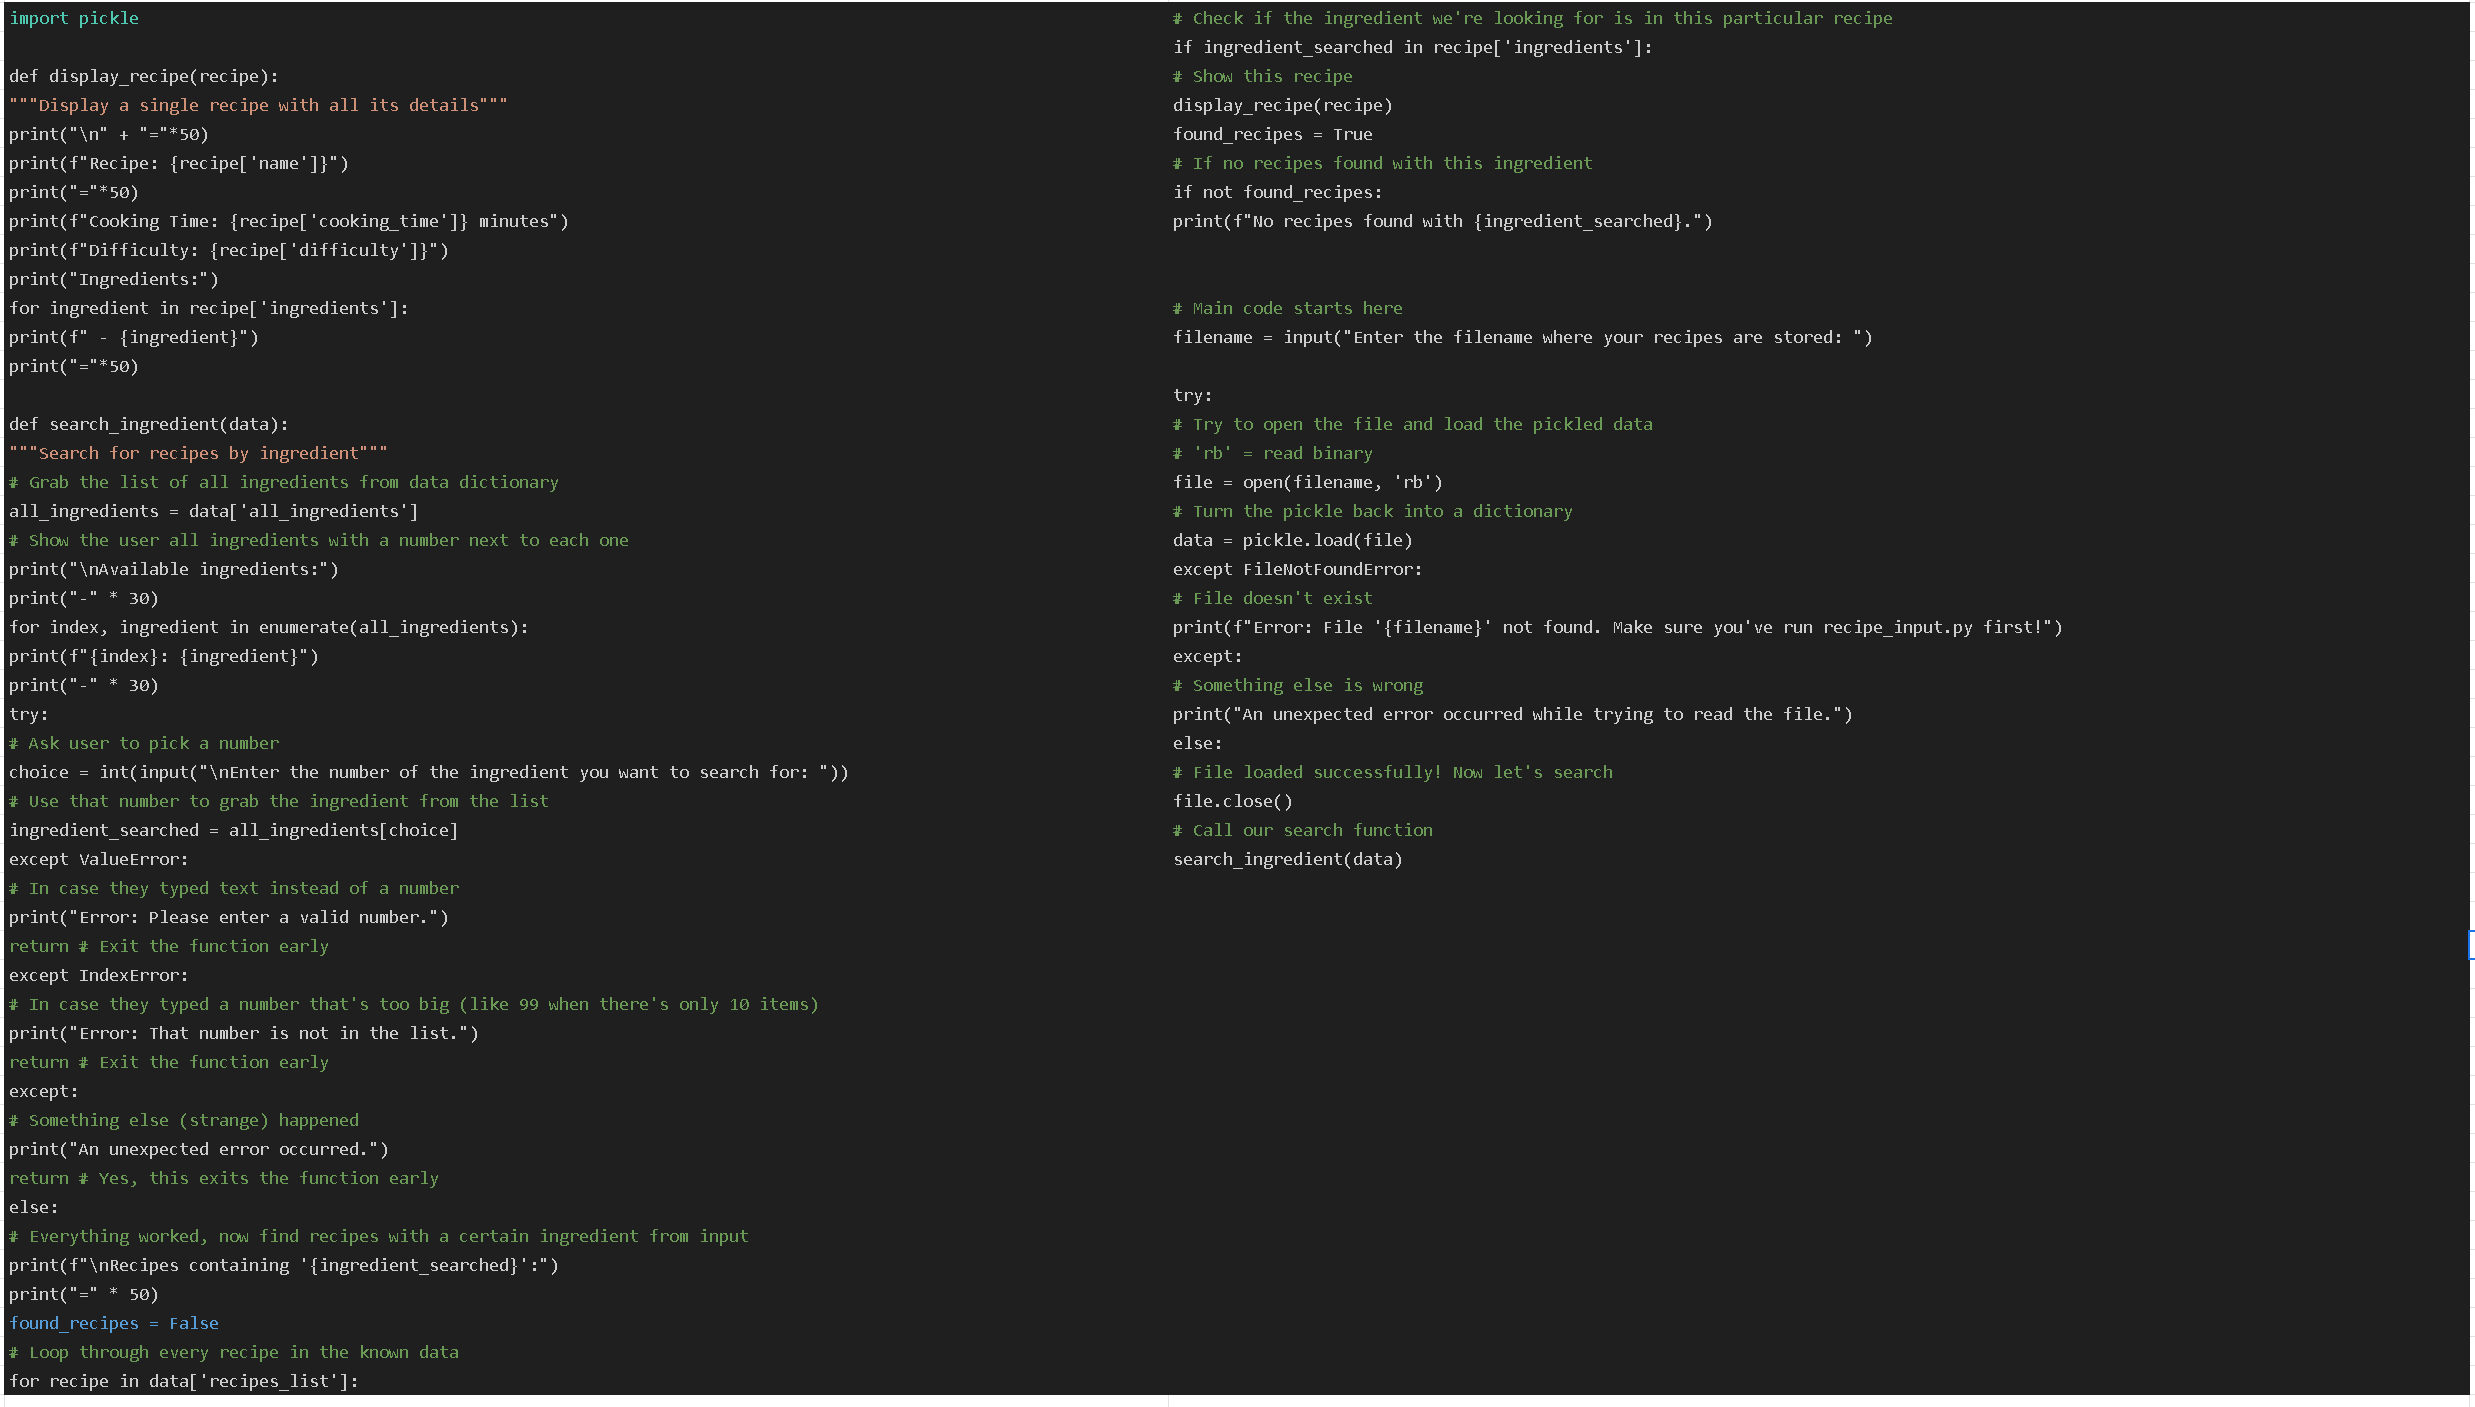 import pickle

def display_recipe(recipe):
"""Display a single recipe with all its details"""
print("\n" + "="*50)
print(f"Recipe: {recipe['name']}")
print("="*50)
print(f"Cooking Time: {recipe['cooking_time']} minutes")
print(f"Difficulty: {recipe['difficulty']}")
print("Ingredients:")
for ingredient in recipe['ingredients']:
print(f" - {ingredient}")
print("="*50)

def search_ingredient(data):
"""Search for recipes by ingredient"""
# Grab the list of all ingredients from data dictionary
all_ingredients = data['all_ingredients']
# Show the user all ingredients with a number next to each one
print("\nAvailable ingredients:")
print("-" * 30)
for index, ingredient in enumerate(all_ingredients):
print(f"{index}: {ingredient}")
print("-" * 30)
try:
# Ask user to pick a number
choice = int(input("\nEnter the number of the ingredient you want to search for: "))
# Use that number to grab the ingredient from the list
ingredient_searched = all_ingredients[choice]
except ValueError:
# In case they typed text instead of a number
print("Error: Please enter a valid number.")
return # Exit the function early
except IndexError:
# In case they typed a number that's too big (like 99 when there's only 10 items)
print("Error: That number is not in the list.")
return # Exit the function early
except:
# Something else (strange) happened
print("An unexpected error occurred.")
return # Yes, this exits the function early
else:
# Everything worked, now find recipes with a certain ingredient from input
print(f"\nRecipes containing '{ingredient_searched}':")
print("=" * 50)
found_recipes = False
# Loop through every recipe in the known data
for recipe in data['recipes_list']:
# Check if the ingredient we're looking for is in this particular recipe
if ingredient_searched in recipe['ingredients']:
# Show this recipe
display_recipe(recipe)
found_recipes = True
# If no recipes found with this ingredient
if not found_recipes:
print(f"No recipes found with {ingredient_searched}.")

# Main code starts here
filename = input("Enter the filename where your recipes are stored: ")

try:
# Try to open the file and load the pickled data
# 'rb' = read binary
file = open(filename, 'rb')
# Turn the pickle back into a dictionary
data = pickle.load(file)
except FileNotFoundError:
# File doesn't exist
print(f"Error: File '{filename}' not found. Make sure you've run recipe_input.py first!")
except:
# Something else is wrong
print("An unexpected error occurred while trying to read the file.")
else:
# File loaded successfully! Now let's search
file.close()
# Call our search function
search_ingredient(data)